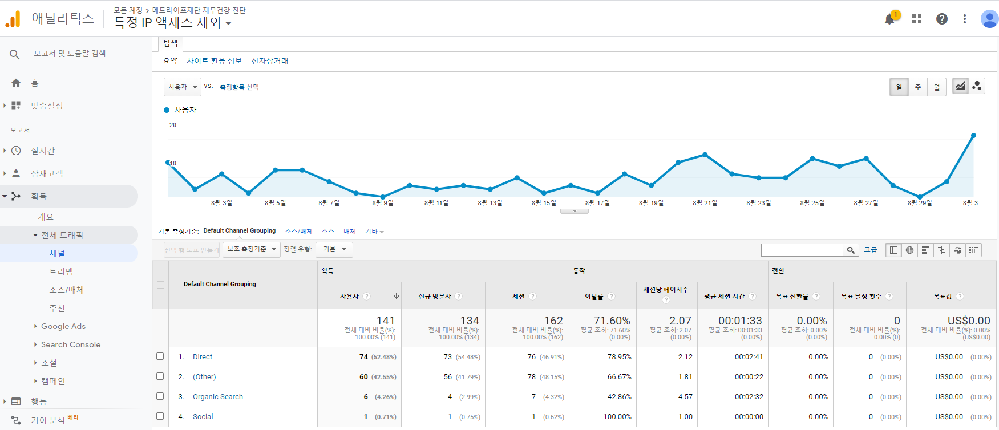 애널리틱스
모든 계정 > 메트라이프재단 재무건강 진단
특정 IP 액세스 제외
1
보고서 및 도움말 검색
홈
맞춤설정
보고서
실시간
잠재고객
획득
개요
전체 트래픽
채널
트리맵
소스/매체
추천
Google Ads
Search Console
소셜
캠페인
행동
기여 분석 베타
탐색
요약 사이트 활용 정보 전자상거래
사용자 vs. 측정항목 선택
일 주 월
사용자
20
10
... 8월 3일 8월 5일 8월 7일 8월 9일 8월 11일 8월 13일 8월 15일 8월 17일 8월 19일 8월 21일 8월 23일 8월 25일 8월 27일 8월 29일 8월 3...
기본 측정기준: Default Channel Grouping 소스/매체 소스 매체 기타
선택 행 도표 만들기 보조 측정기준 정렬 유형: 기본 고급
Default Channel Grouping 획득 동작 전환
사용자 ? 신규 방문자 ? 세션 ? 이탈률 ? 세션당 페이지수 ? 평균 세션 시간 ? 목표 전환율 ? 목표 달성 횟수 ? 목표값 ?
141 134 162 71.60% 2.07 00:01:33 0.00% 0 US$0.00
전체 대비 비율(%): 전체 대비 비율(%): 전체 대비 비율(%): 평균 조회: 71.60% 평균 조회: 2.07 평균 조회: 00:01:33 평균 조회: 0.00% 전체 대비 비율(%): 전체 대비 비율(%): 0.00%
100.00% (141) 100.00% (134) 100.00% (162) (0.00%) (0.00%) (0.00%) (0.00%) 0.00% (0) (US$0.00)
1. Direct 74 (52.48%) 73 (54.48%) 76 (46.91%) 78.95% 2.12 00:02:41 0.00% 0 (0.00%) US$0.00 (0.00%)
2. (Other) 60 (42.55%) 56 (41.79%) 78 (48.15%) 66.67% 1.81 00:00:22 0.00% 0 (0.00%) US$0.00 (0.00%)
3. Organic Search 6 (4.26%) 4 (2.99%) 7 (4.32%) 42.86% 4.57 00:02:32 0.00% 0 (0.00%) US$0.00 (0.00%)
4. Social 1 (0.71%) 1 (0.75%) 1 (0.62%) 100.00% 1.00 00:00:00 0.00% 0 (0.00%) US$0.00 (0.00%)